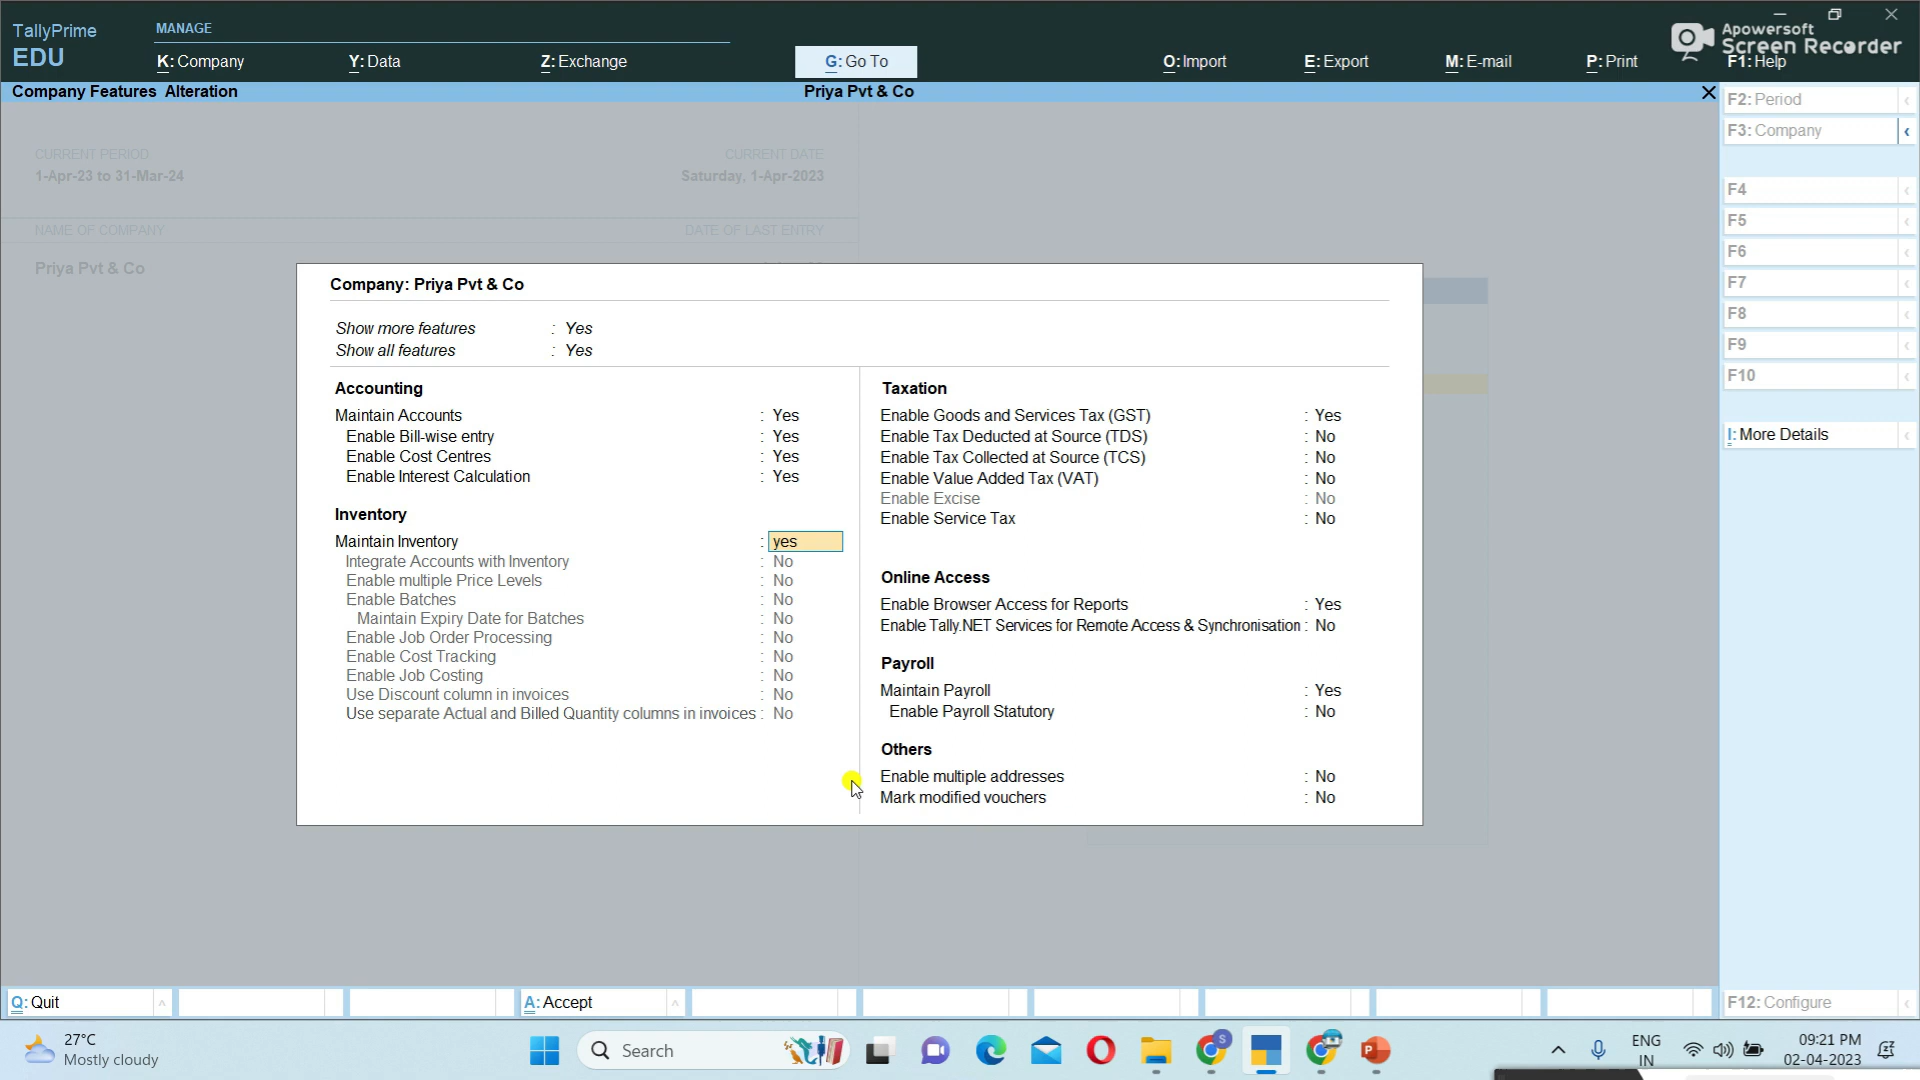 TallyPrime
EDU
MANAGE
K: Company
Y: Data
Z: Exchange
G: Go To
O: Import
E: Export
M: E-mail
P: Print
F1: Help
Apowersoft
Screen Recorder
Company Features Alteration
Priya Pvt & Co
CURRENT PERIOD
1-Apr-23 to 31-Mar-24
CURRENT DATE
Saturday, 1-Apr-2023
NAME OF COMPANY
DATE OF LAST ENTRY
Priya Pvt & Co
Company: Priya Pvt & Co
Show more features : Yes
Show all features : Yes
Accounting
Maintain Accounts : Yes
Enable Bill-wise entry : Yes
Enable Cost Centres : Yes
Enable Interest Calculation : Yes
Inventory
Maintain Inventory : yes
Integrate Accounts with Inventory : No
Enable multiple Price Levels : No
Enable Batches : No
Maintain Expiry Date for Batches : No
Enable Job Order Processing : No
Enable Cost Tracking : No
Enable Job Costing : No
Use Discount column in invoices : No
Use separate Actual and Billed Quantity columns in invoices : No
Taxation
Enable Goods and Services Tax (GST) : Yes
Enable Tax Deducted at Source (TDS) : No
Enable Tax Collected at Source (TCS) : No
Enable Value Added Tax (VAT) : No
Enable Excise : No
Enable Service Tax : No
Online Access
Enable Browser Access for Reports : Yes
Enable Tally.NET Services for Remote Access & Synchronisation : No
Payroll
Maintain Payroll : Yes
Enable Payroll Statutory : No
Others
Enable multiple addresses : No
Mark modified vouchers : No
F2: Period
F3: Company
F4
F5
F6
F7
F8
F9
F10
I: More Details
F12: Configure
Q: Quit
A: Accept
27°C
Mostly cloudy
Search
S
ENG
IN
09:21 PM
02-04-2023